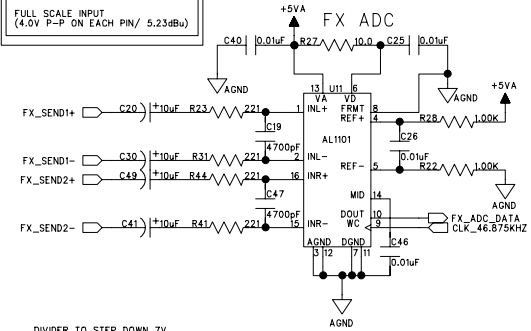 FULL SCALE INPUT
(4.0V P-P ON EACH PIN/ 5.23dBu)
+5VA
FX ADC
C40 0.01uF R27 10.0 C25 0.01uF
AGND
AGND
+5VA
13 U11 6
VA VD
FX_SEND1+ C20 +10uF R23 221 1 INL+
FRMT 8
REF+ 4
R28 1.00K
C19
4700pF
AL1101
C26
0.01uF
FX_SEND1- C30 +10uF R31 221 2 INL-
REF- 5 R22 1.00K
FX_SEND2+ C49 +10uF R44 221 16 INR+
AGND
C47
4700pF
MID 14
DOUT 10 FX_ADC_DATA
FX_SEND2- C41 +10uF R41 221 15 INR-
WC 9 CLK_46.875KHZ
AGND DGND
3 12 7 11
C46
0.01uF
AGND